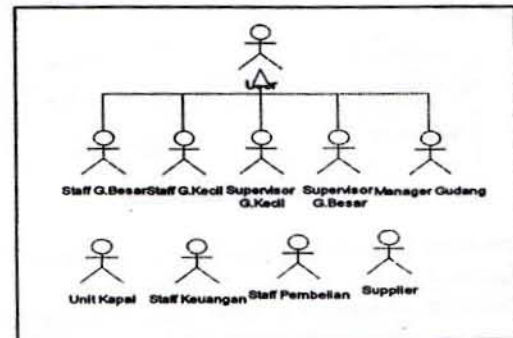 User
Staff G.Besar Staff G.Kecil Supervisor G.Kecil Supervisor G.Besar Manager Gudang
Unit Kapal Staff Keuangan Staff Pembelian Supplier